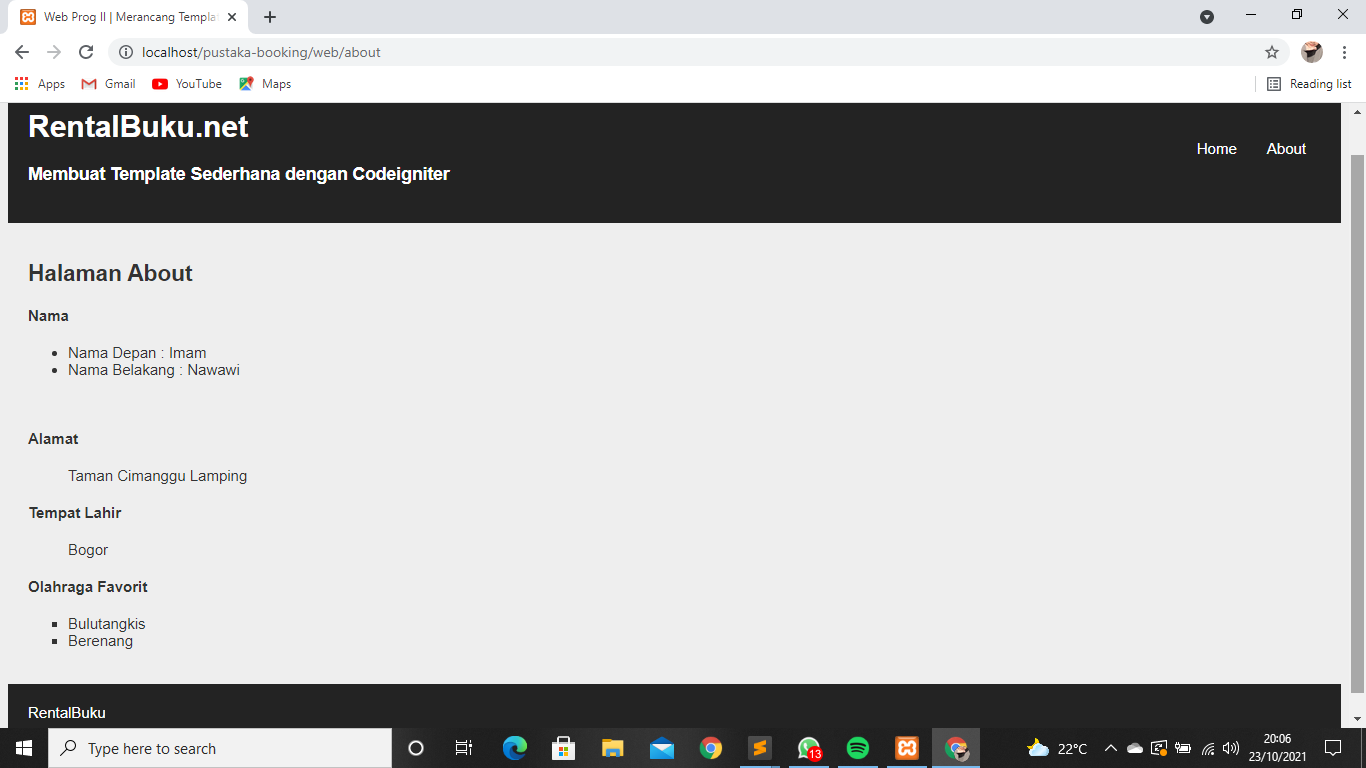 Web Prog II | Merancang Templa
localhost/pustaka-booking/web/about
Apps Gmail YouTube Maps Reading list
RentalBuku.net
Home About
Membuat Template Sederhana dengan Codeigniter
Halaman About
Nama
Nama Depan : Imam
Nama Belakang : Nawawi
Alamat
Taman Cimanggu Lamping
Tempat Lahir
Bogor
Olahraga Favorit
Bulutangkis
Berenang
RentalBuku
Type here to search
13
22°C
20:06
23/10/2021